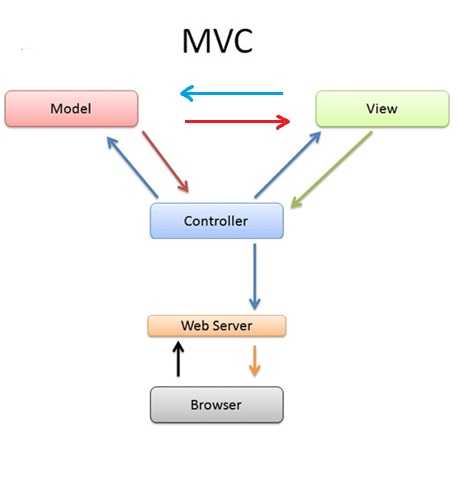 MVC
Model
View
Controller
Web Server
Browser